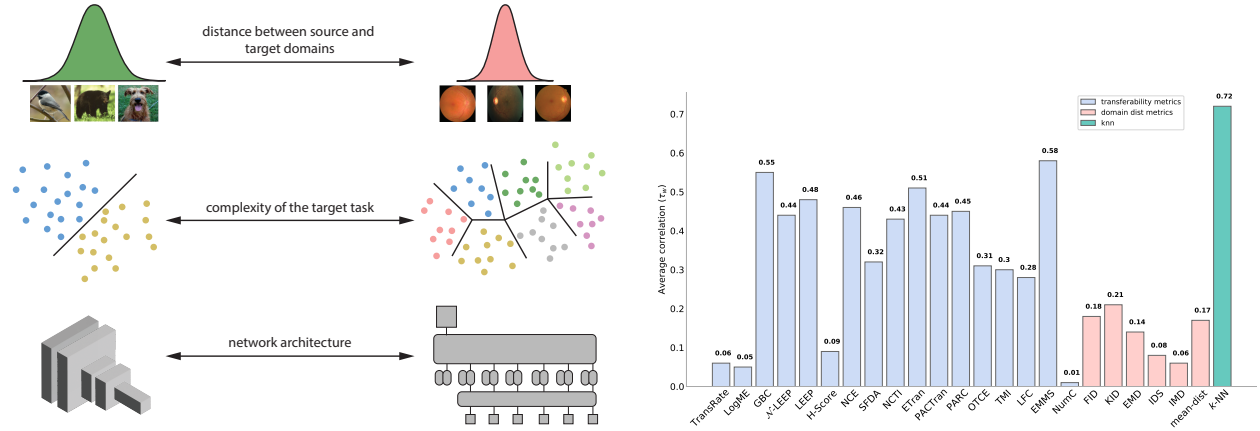 distance between source and
target domains
complexity of the target task
network architecture
Average correlation (τw)
0.7
0.6
0.5
0.4
0.3
0.2
0.1
0.0
transferability metrics
domain dist metrics
knn
0.06
0.05
0.55
0.44
0.48
0.09
0.46
0.32
0.43
0.51
0.44
0.45
0.31
0.3
0.28
0.58
0.01
0.18
0.21
0.14
0.08
0.06
0.17
0.72
TransRate
LogME
GBC
𝒩-LEEP
LEEP
H-Score
NCE
SFDA
NCTI
ETran
PACTran
PARC
OTCE
TMI
LFC
EMMS
NumC
FID
KID
EMD
IDS
IMD
mean-dist
k-NN